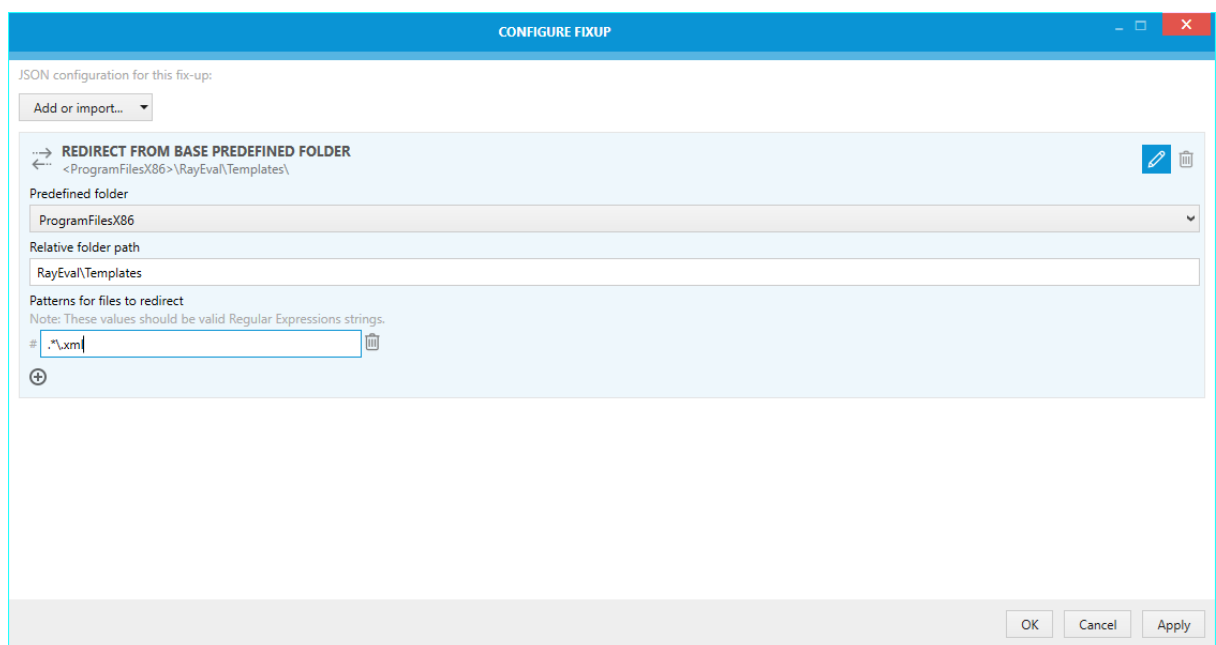 CONFIGURE FIXUP
JSON configuration for this fix-up:
Add or import...
REDIRECT FROM BASE PREDEFINED FOLDER
<ProgramFilesX86>\RayEval\Templates\
Predefined folder
ProgramFilesX86
Relative folder path
RayEval\Templates
Patterns for files to redirect
Note: These values should be valid Regular Expressions strings.
# .*\.xml
OK Cancel Apply